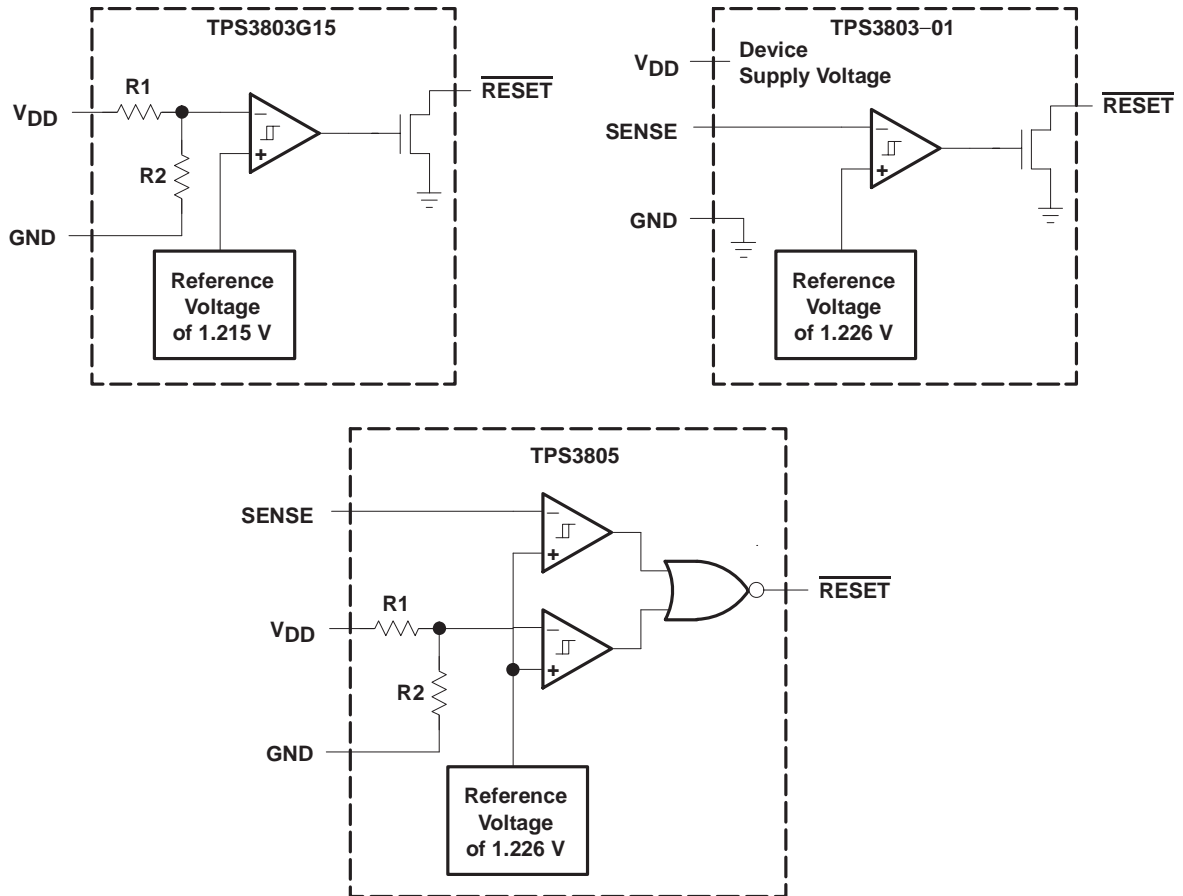 TPS3803G15
R1
VDD
R2
GND
−
+
RESET
Reference
Voltage
of 1.215 V
TPS3803−01
VDD
Device
Supply Voltage
SENSE
GND
−
+
RESET
Reference
Voltage
of 1.226 V
TPS3805
SENSE
−
+
R1
VDD
−
+
R2
GND
RESET
Reference
Voltage
of 1.226 V